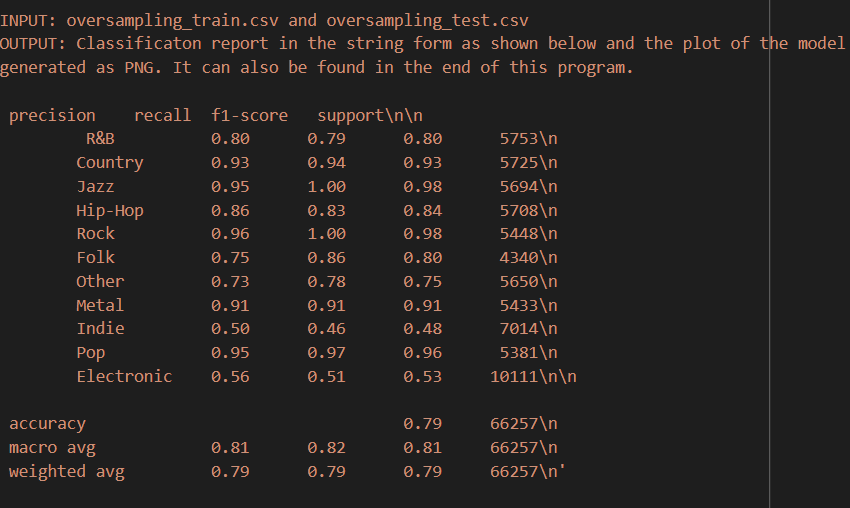 INPUT: oversampling_train.csv and oversampling_test.csv
OUTPUT: Classificaton report in the string form as shown below and the plot of the model
generated as PNG. It can also be found in the end of this program.
precision    recall  f1-score   support\n\n
R&B          0.80      0.79      0.80      5753\n
Country       0.93      0.94      0.93      5725\n
Jazz          0.95      1.00      0.98      5694\n
Hip-Hop       0.86      0.83      0.84      5708\n
Rock          0.96      1.00      0.98      5448\n
Folk          0.75      0.86      0.80      4340\n
Other         0.73      0.78      0.75      5650\n
Metal         0.91      0.91      0.91      5433\n
Indie         0.50      0.46      0.48      7014\n
Pop           0.95      0.97      0.96      5381\n
Electronic    0.56      0.51      0.53     10111\n\n
accuracy                                 0.79     66257\n
macro avg            0.81      0.82      0.81     66257\n
weighted avg         0.79      0.79      0.79     66257\n'